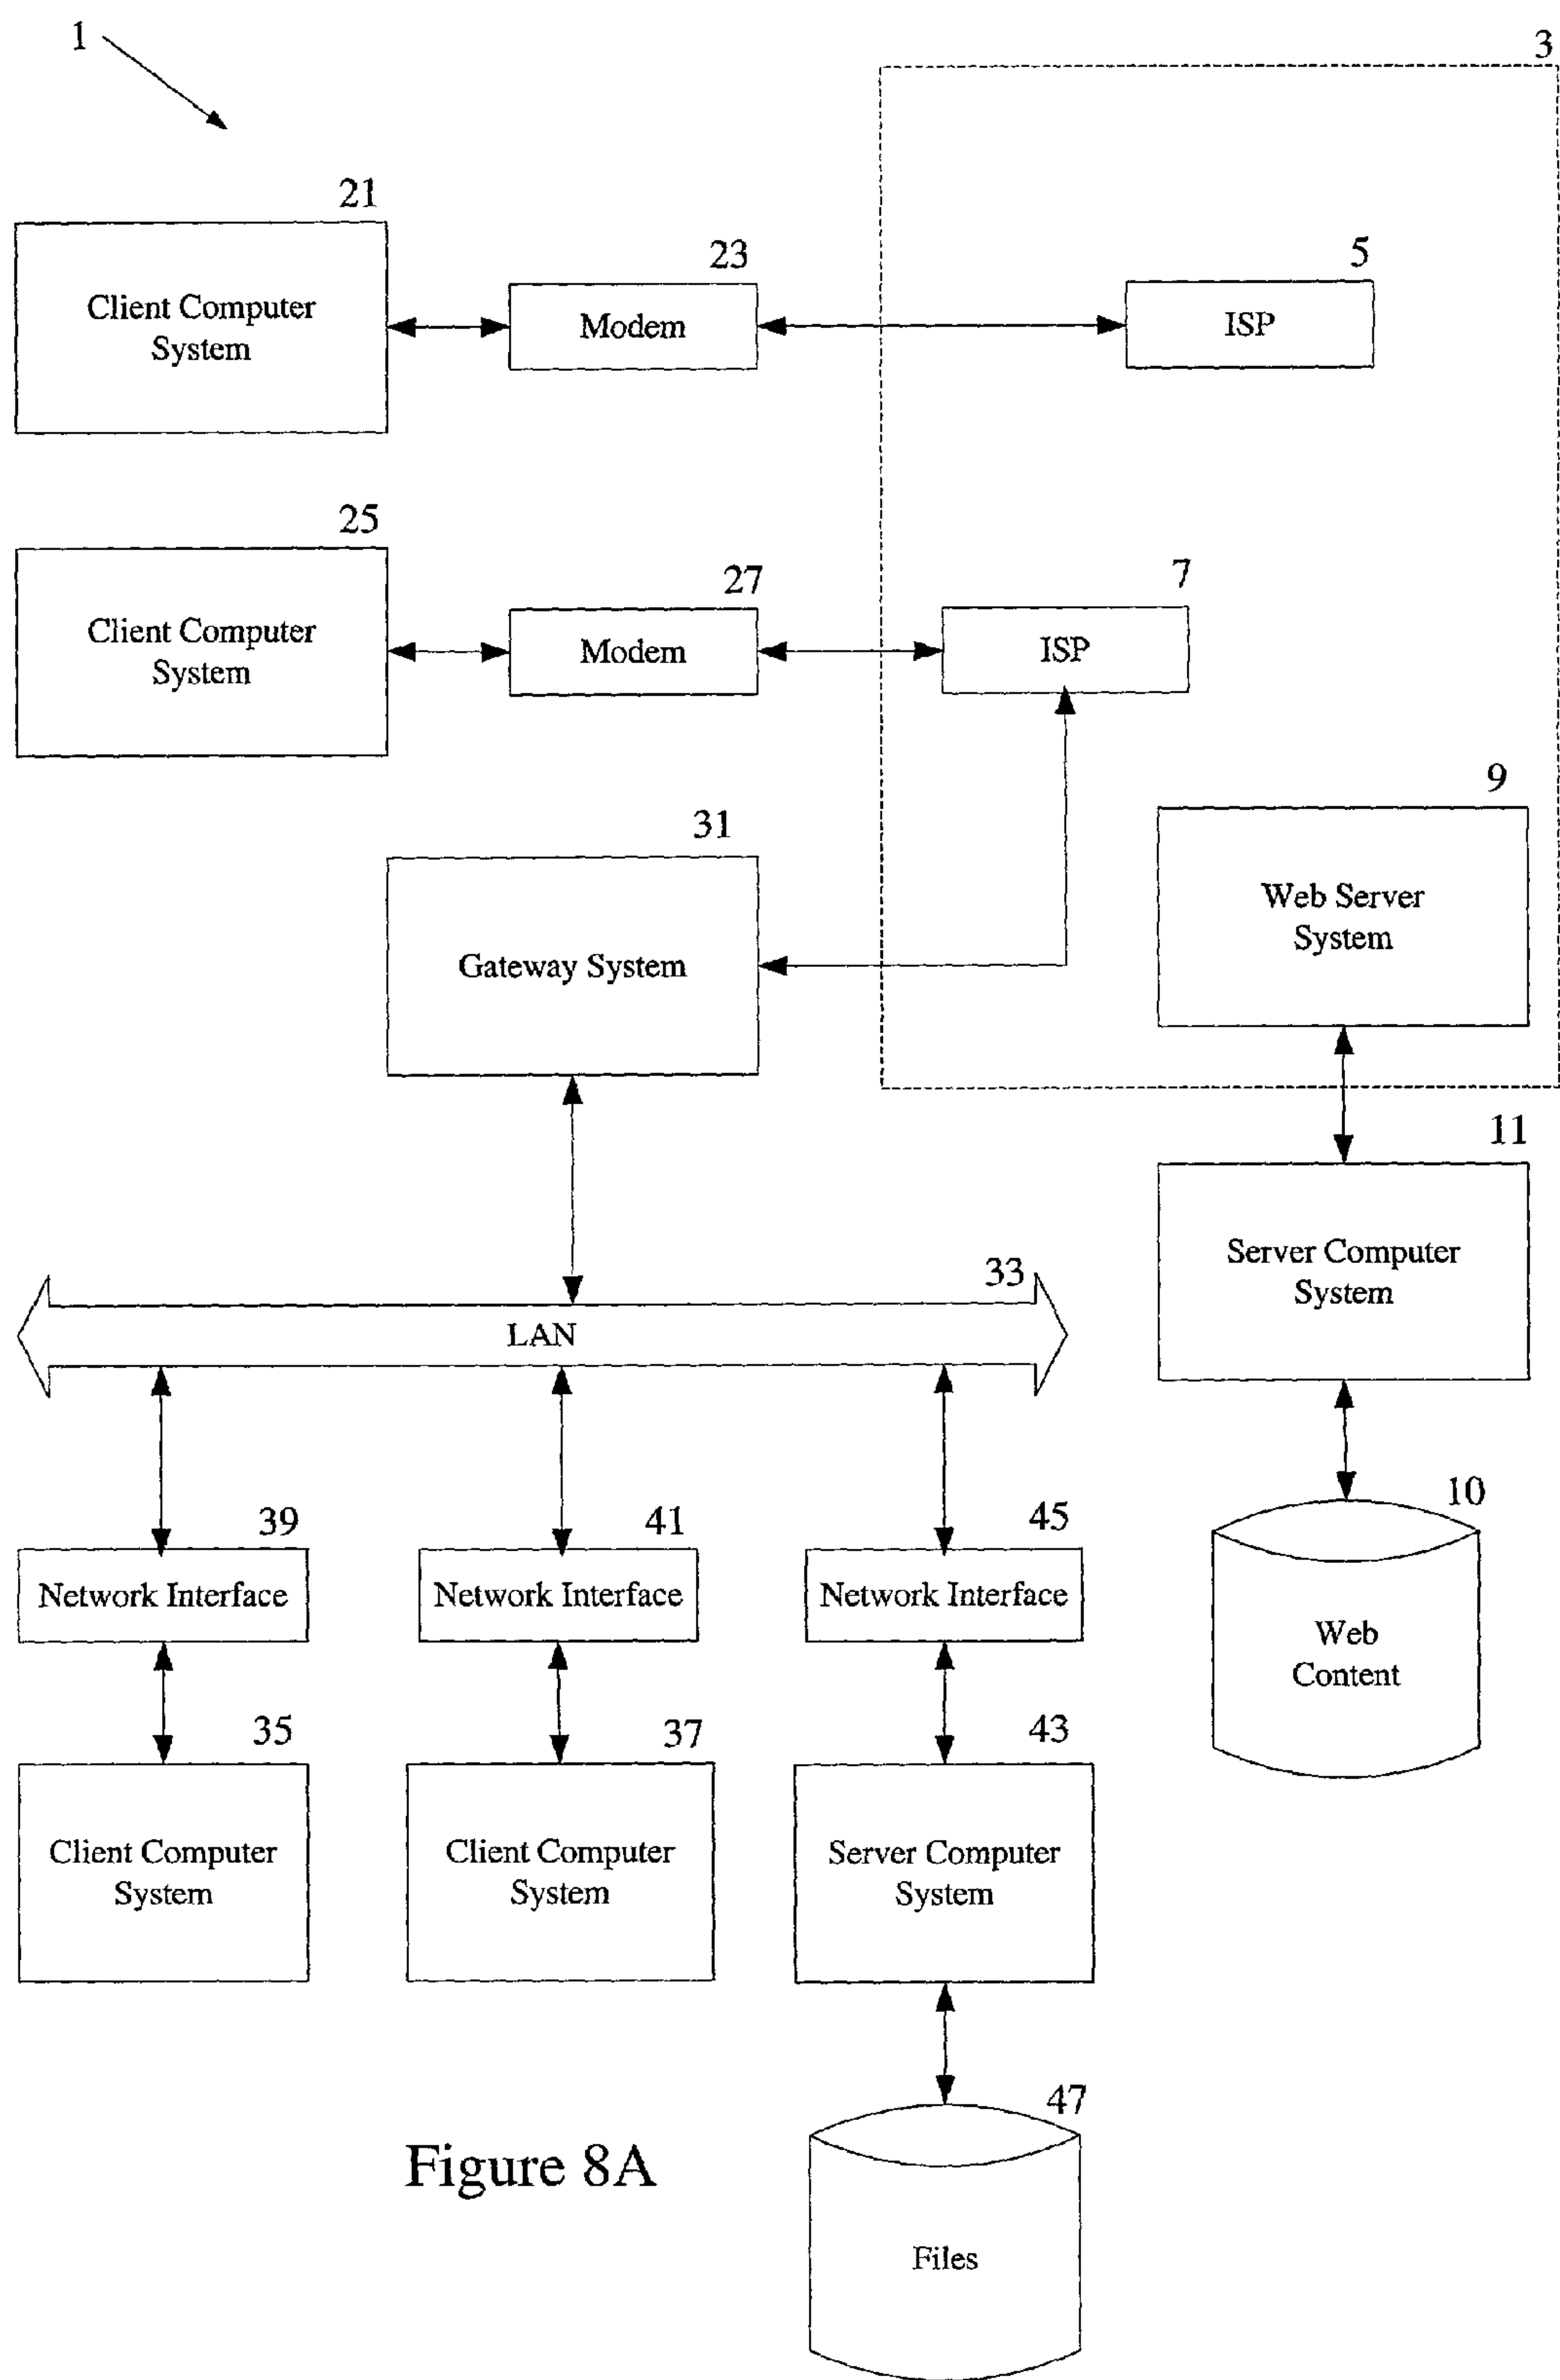 1
3
21
Client Computer
System
23
Modem
5
ISP
25
Client Computer
System
27
Modem
7
ISP
31
Gateway System
9
Web Server
System
11
Server Computer
System
33
LAN
10
Web
Content
39
Network Interface
41
Network Interface
45
Network Interface
35
Client Computer
System
37
Client Computer
System
43
Server Computer
System
47
Files
Figure 8A